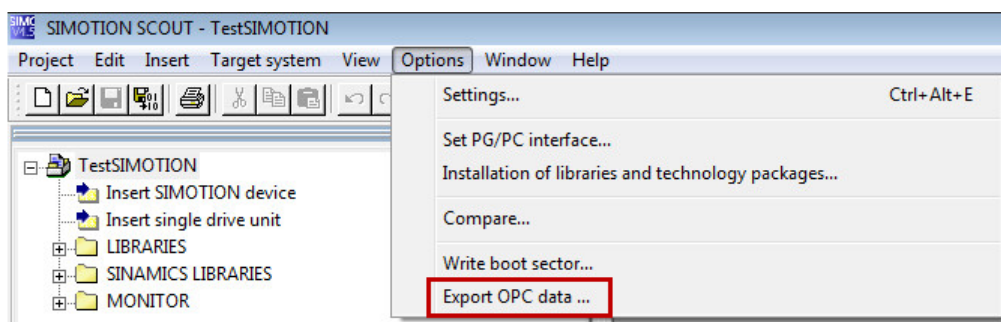 SIMOTION SCOUT - TestSIMOTION
Project Edit Insert Target system View Options Window Help
Settings... Ctrl+Alt+E
Set PG/PC interface...
Installation of libraries and technology packages...
Compare...
Write boot sector...
Export OPC data ...
TestSIMOTION
Insert SIMOTION device
Insert single drive unit
LIBRARIES
SINAMICS LIBRARIES
MONITOR